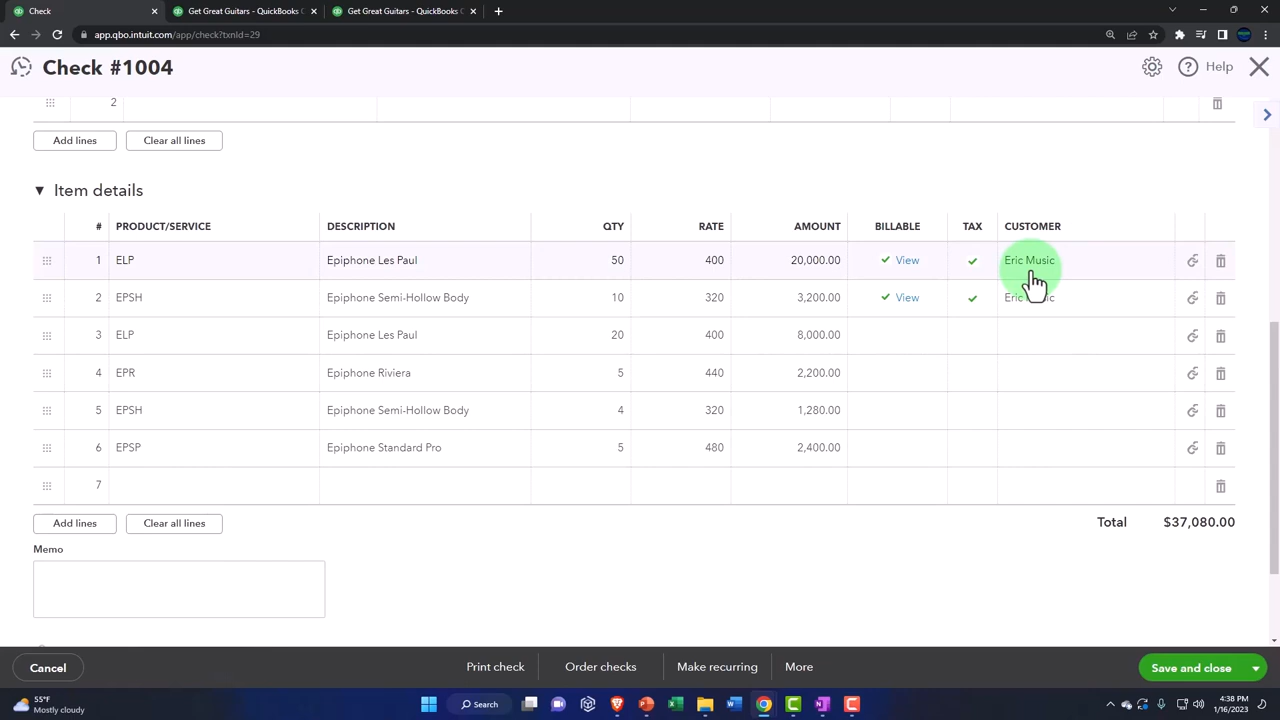 Check
Get Great Guitars - QuickBooks C
Get Great Guitars - QuickBooks C
app.qbo.intuit.com/app/check?txnId=29
Check #1004
Help
2
Add lines
Clear all lines
Item details
# PRODUCT/SERVICE DESCRIPTION QTY RATE AMOUNT BILLABLE TAX CUSTOMER
1 ELP Epiphone Les Paul 50 400 20,000.00 View Eric Music
2 EPSH Epiphone Semi-Hollow Body 10 320 3,200.00 View
3 ELP Epiphone Les Paul 20 400 8,000.00
4 EPR Epiphone Riviera 5 440 2,200.00
5 EPSH Epiphone Semi-Hollow Body 4 320 1,280.00
6 EPSP Epiphone Standard Pro 5 480 2,400.00
7
Add lines
Clear all lines
Total $37,080.00
Memo
Cancel
Print check
Order checks
Make recurring
More
Save and close
55°F
Mostly cloudy
Search
4:38 PM
1/16/2023